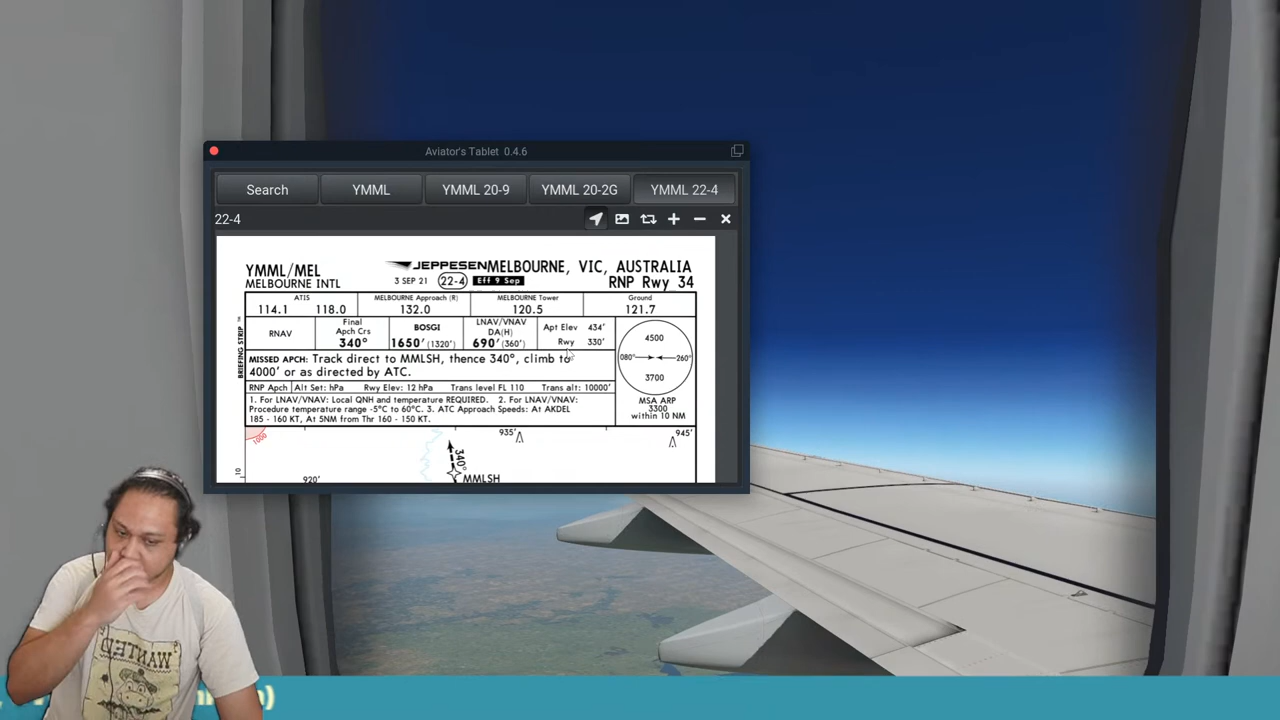 Aviator's Tablet 0.4.6
Search YMML YMML 20-9 YMML 20-2G YMML 22-4
22-4
YMML/MEL JEPPESEN MELBOURNE, VIC, AUSTRALIA
MELBOURNE INTL 3 SEP 21 22-4 Eff 9 Sep RNP Rwy 34
ATIS MELBOURNE Approach (R) MELBOURNE Tower Ground
114.1 118.0 132.0 120.5 121.7
BRIEFING STRIP
RNAV
Final
Apch Crs
340°
BOSGI
1650' (1320')
LNAV/VNAV
DA(H)
690' (360')
Apt Elev 434'
Rwy 330'
MISSED APCH: Track direct to MMLSH, thence 340°, climb to
4000' or as directed by ATC.
RNP Apch Alt Set: hPa Rwy Elev: 12 hPa Trans level FL 110 Trans alt: 10000'
1. For LNAV/VNAV: Local QNH and temperature REQUIRED. 2. For LNAV/VNAV:
Procedure temperature range -5°C to 60°C. 3. ATC Approach Speeds: At AKDEL
185 - 160 KT, At 5NM from Thr 160 - 150 KT.
4500
080° 260°
3700
MSA ARP
3300
within 10 NM
1000
935'
945'
340°
10
920'
MMLSH
WANTED